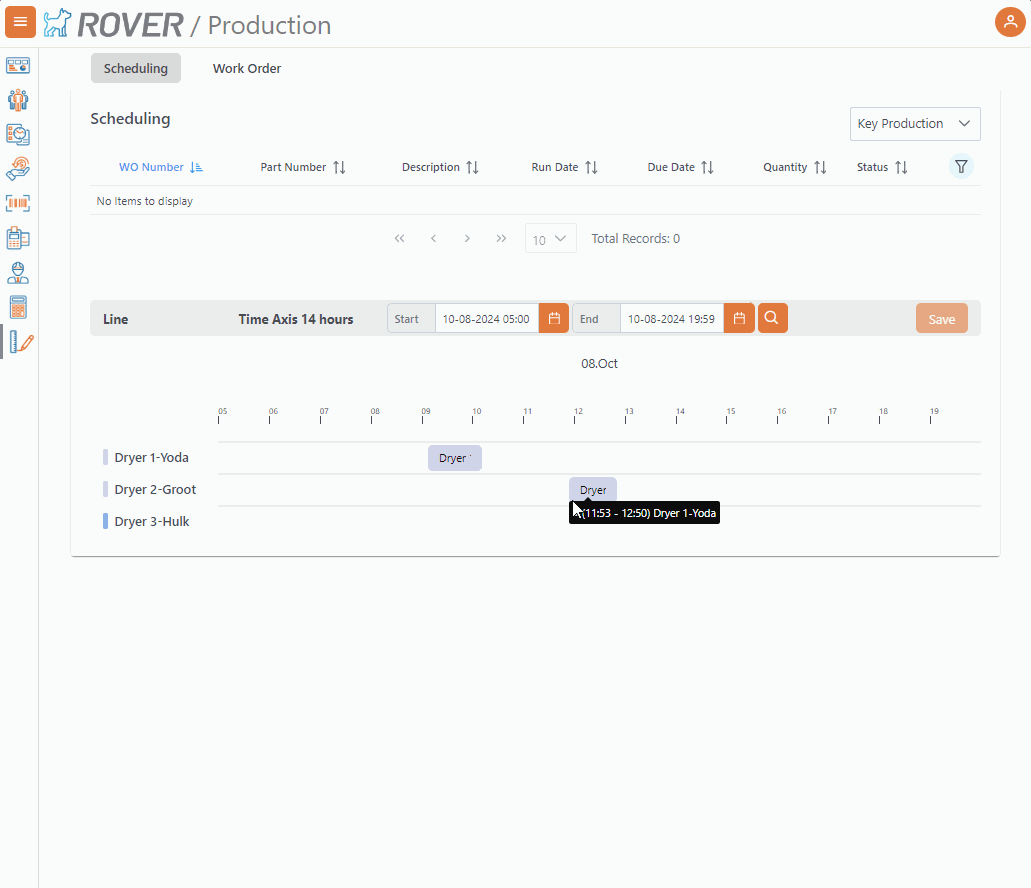 ROVER / Production
Scheduling Work Order
Scheduling
Key Production
WO Number Part Number Description Run Date Due Date Quantity Status
No Items to display
10 Total Records: 0
Line Time Axis 14 hours Start 10-08-2024 05:00 End 10-08-2024 19:59 Save
08.Oct
05 06 07 08 09 10 11 12 13 14 15 16 17 18 19
Dryer 1-Yoda Dryer
Dryer 2-Groot Dryer
(11:53 - 12:50) Dryer 1-Yoda
Dryer 3-Hulk